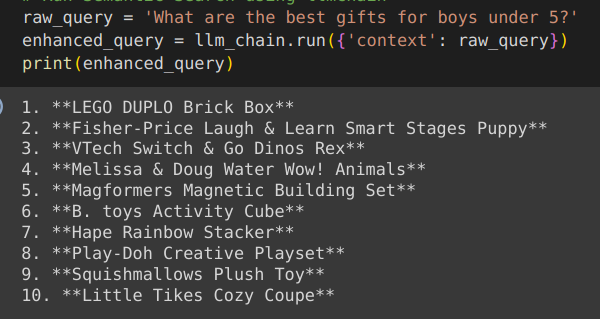 raw_query = 'What are the best gifts for boys under 5?'
enhanced_query = llm_chain.run({'context': raw_query})
print(enhanced_query)
1. **LEGO DUPLO Brick Box**
2. **Fisher-Price Laugh & Learn Smart Stages Puppy**
3. **VTech Switch & Go Dinos Rex**
4. **Melissa & Doug Water Wow! Animals**
5. **Magformers Magnetic Building Set**
6. **B. toys Activity Cube**
7. **Hape Rainbow Stacker**
8. **Play-Doh Creative Playset**
9. **Squishmallows Plush Toy**
10. **Little Tikes Cozy Coupe**